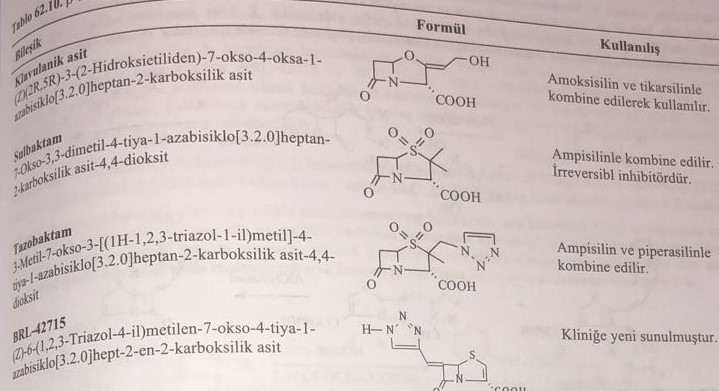 Tablo 62.10.
Bileşik
Formül
Kullanılış
Klavulanik asit
(Z)(2R,5R)-3-(2-Hidroksietiliden)-7-okso-4-oksa-1-
azabisiklo[3.2.0]heptan-2-karboksilik asit
O
OH
N
O
COOH
Amoksisilin ve tikarsilinle
kombine edilerek kullanılır.
Sulbaktam
7-Okso-3,3-dimetil-4-tiya-1-azabisiklo[3.2.0]heptan-
2-karboksilik asit-4,4-dioksit
O O
S
N
O
COOH
Ampisilinle kombine edilir.
İrreversibl inhibitördür.
Tazobaktam
3-Metil-7-okso-3-[(1H-1,2,3-triazol-1-il)metil]-4-
tiya-1-azabisiklo[3.2.0]heptan-2-karboksilik asit-4,4-
dioksit
O O
S
N N
N
N
O
COOH
Ampisilin ve piperasilinle
kombine edilir.
BRL-42715
(Z)-6-(1,2,3-Triazol-4-il)metilen-7-okso-4-tiya-1-
azabisiklo[3.2.0]hept-2-en-2-karboksilik asit
N
H-N N
S
N
COOH
Kliniğe yeni sunulmuştur.